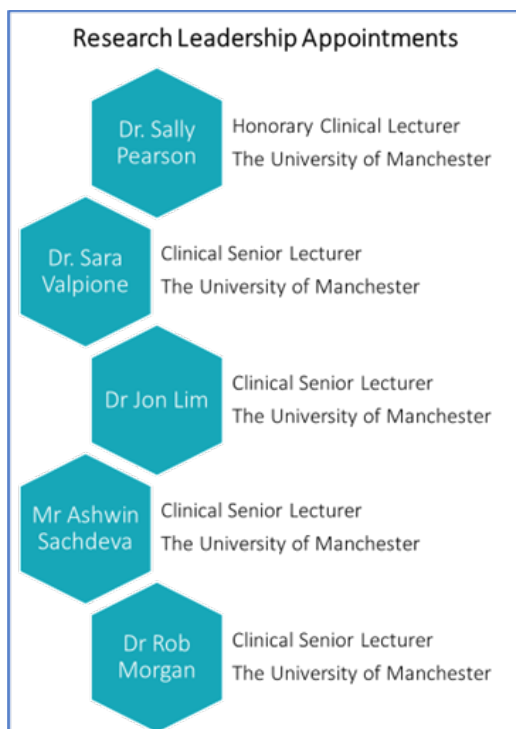 Research Leadership Appointments
Dr. Sally
Pearson
Honorary Clinical Lecturer
The University of Manchester
Dr. Sara
Valpione
Clinical Senior Lecturer
The University of Manchester
Dr Jon Lim
Clinical Senior Lecturer
The University of Manchester
Mr Ashwin
Sachdeva
Clinical Senior Lecturer
The University of Manchester
Dr Rob
Morgan
Clinical Senior Lecturer
The University of Manchester